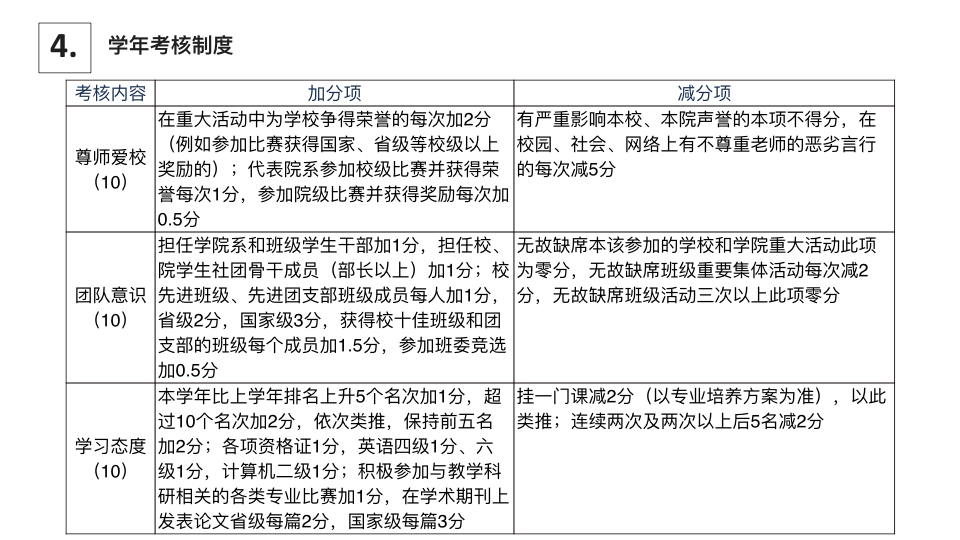 4.
学年考核制度
考核内容
加分项
减分项
尊师爱校
（10）
在重大活动中为学校争得荣誉的每次加2分
（例如参加比赛获得国家、省级等校级以上
奖励的）；代表院系参加校级比赛并获得荣
誉每次1分，参加院级比赛并获得奖励每次加
0.5分
有严重影响本校、本院声誉的本项不得分，在
校园、社会、网络上有不尊重老师的恶劣言行
的每次减5分
团队意识
（10）
担任学院系和班级学生干部加1分，担任校、
院学生社团骨干成员（部长以上）加1分；校
先进班级、先进团支部班级成员每人加1分，
省级2分，国家级3分，获得校十佳班级和团
支部的班级每个成员加1.5分，参加班委竞选
加0.5分
无故缺席本该参加的学校和学院重大活动此项
为零分，无故缺席班级重要集体活动每次减2
分，无故缺席班级活动三次以上此项零分
学习态度
（10）
本学年比上学年排名上升5个名次加1分，超
过10个名次加2分，依次类推，保持前五名
加2分；各项资格证1分，英语四级1分、六
级1分，计算机二级1分；积极参加与教学科
研相关的各类专业比赛加1分，在学术期刊上
发表论文省级每篇2分，国家级每篇3分
挂一门课减2分（以专业培养方案为准），以此
类推；连续两次及两次以上后5名减2分